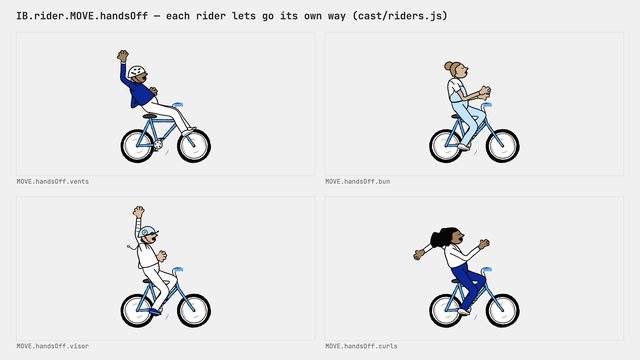 IB.rider.MOVE.handsOff — each rider lets go its own way (cast/riders.js)
MOVE.handsOff.vents
MOVE.handsOff.bun
MOVE.handsOff.visor
MOVE.handsOff.curls